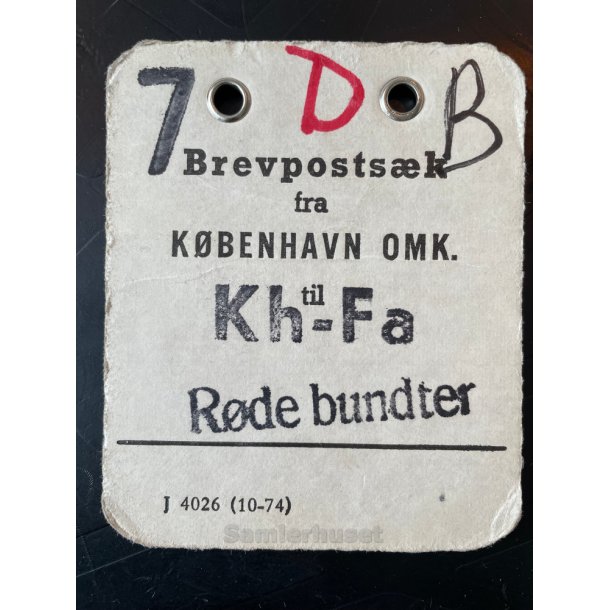 7 D B
Brevpostsæk
fra
KØBENHAVN OMK.
til
Kh-Fa
Røde bundter
J 4026 (10-74)
Samlerhuset